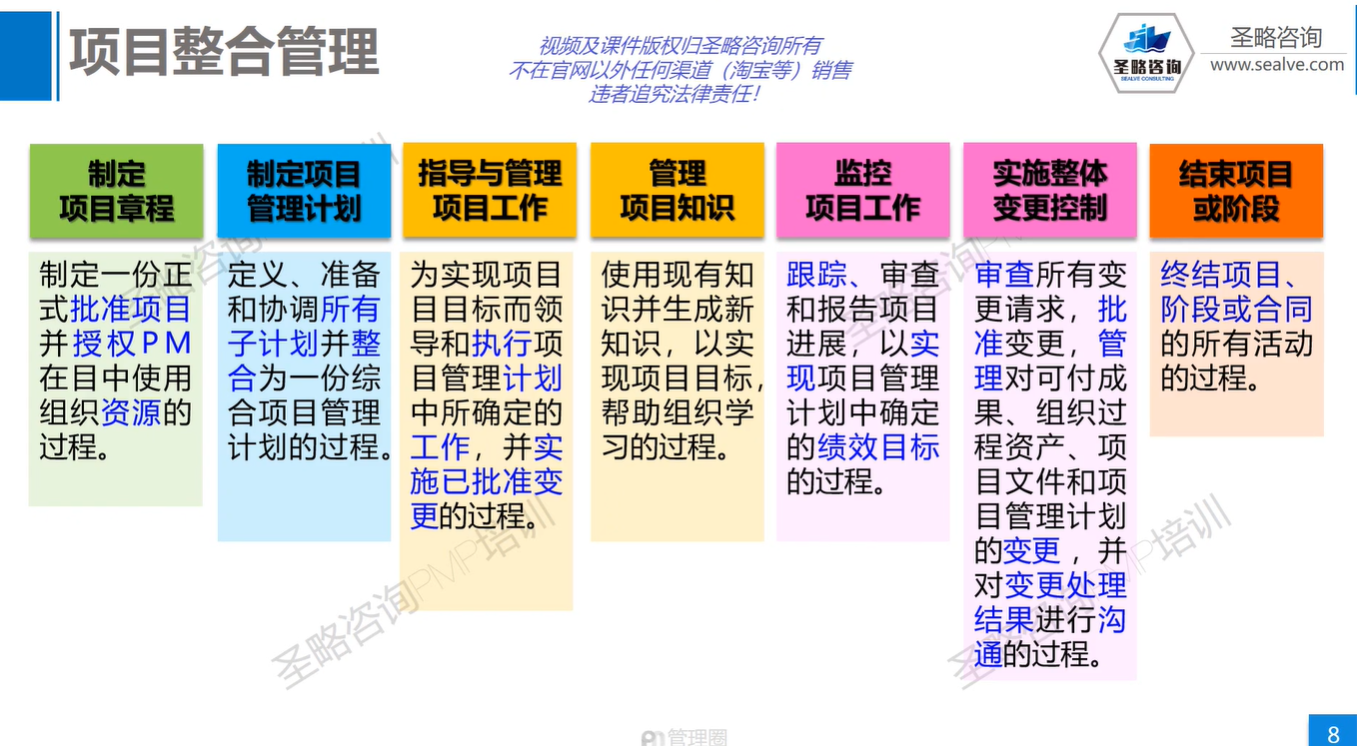 项目整合管理
视频及课件版权归圣略咨询所有
不在官网以外任何渠道（淘宝等）销售
违者追究法律责任！
圣略咨询
SEALVE CONSULTING
圣略咨询
www.sealve.com
制定
项目章程
制定一份正
式批准项目
并授权PM
在目中使用
组织资源的
过程。
制定项目
管理计划
定义、准备
和协调所有
子计划并整
合为一份综
合项目管理
计划的过程。
指导与管理
项目工作
为实现项目
目目标而领
导和执行项
目管理计划
中所确定的
工作，并实
施已批准变
更的过程。
管理
项目知识
使用现有知
识并生成新
知识，以实
现项目目标，
帮助组织学
习的过程。
监控
项目工作
跟踪、审查
和报告项目
进展，以实
现项目管理
计划中确定
的绩效目标
的过程。
实施整体
变更控制
审查所有变
更请求，批
准变更，管
理对可付成
果、组织过
程资产、项
目文件和项
目管理计划
的变更，并
对变更处理
结果进行沟
通的过程。
结束项目
或阶段
终结项目、
阶段或合同
的所有活动
的过程。
圣略咨询PMP培训
圣略咨询PMP培训
管理圈
8